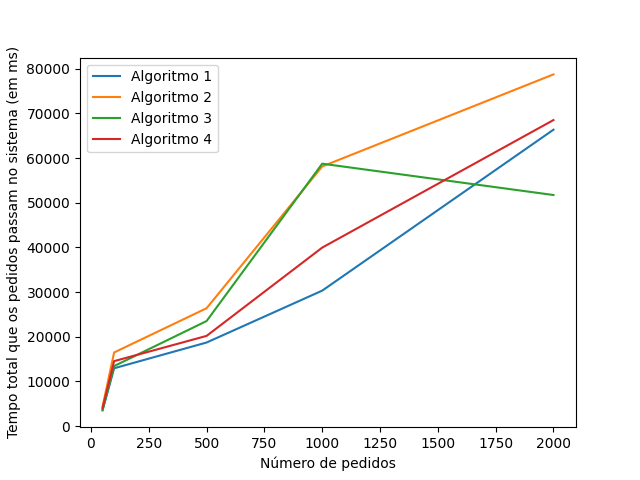 Tempo total que os pedidos passam no sistema (em ms)
80000
70000
60000
50000
40000
30000
20000
10000
0
Algoritmo 1
Algoritmo 2
Algoritmo 3
Algoritmo 4
0 250 500 750 1000 1250 1500 1750 2000
Número de pedidos